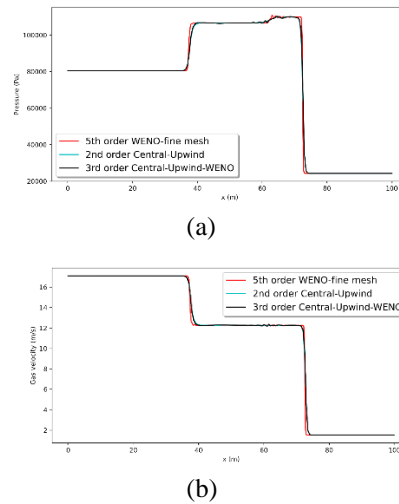 100000
80000
60000
40000
20000
Pressure (Pa)
5th order WENO-fine mesh
2nd order Central-Upwind
3rd order Central-Upwind-WENO
0 20 40 60 80 100
x (m)
(a)
16
14
12
10
8
6
4
2
Gas velocity (m/s)
5th order WENO-fine mesh
2nd order Central-Upwind
3rd order Central-Upwind-WENO
0 20 40 60 80 100
x (m)
(b)